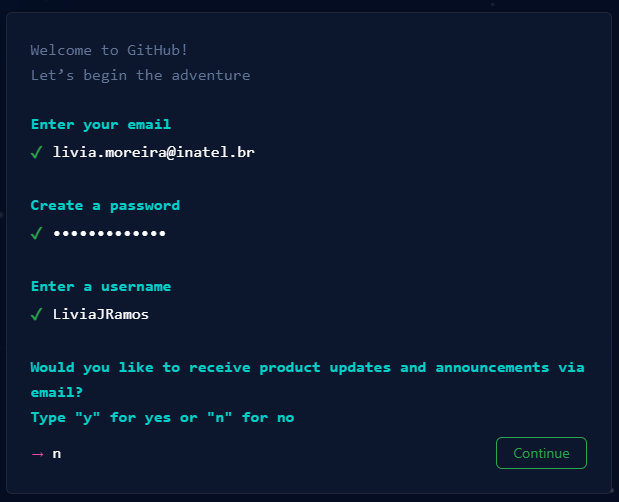 Welcome to GitHub!
Let’s begin the adventure
Enter your email
✓ livia.moreira@inatel.br
Create a password
✓ •••••••••••••
Enter a username
✓ LiviaJRamos
Would you like to receive product updates and announcements via
email?
Type "y" for yes or "n" for no
→ n
Continue